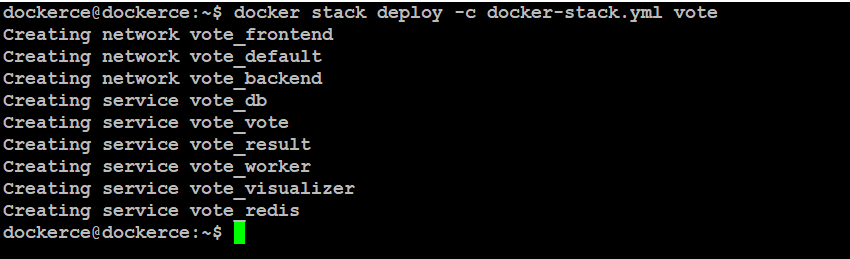 dockerce@dockerce:~$ docker stack deploy -c docker-stack.yml vote
Creating network vote_frontend
Creating network vote_default
Creating network vote_backend
Creating service vote_db
Creating service vote_vote
Creating service vote_result
Creating service vote_worker
Creating service vote_visualizer
Creating service vote_redis
dockerce@dockerce:~$